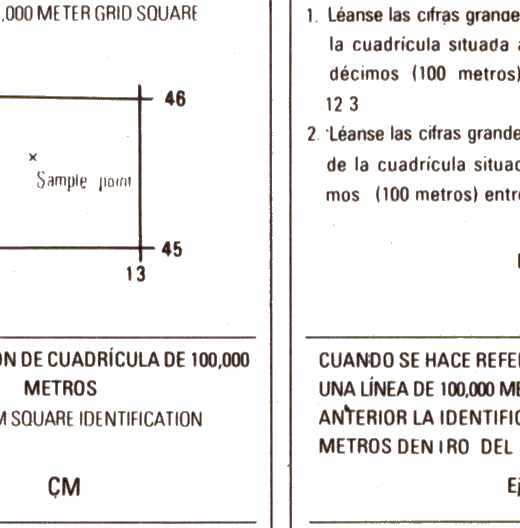 ,000 METER GRID SQUARE
46
×
Sample point
45
13
ÓN DE CUADRÍCULA DE 100,000
METROS
M SQUARE IDENTIFICATION
ÇM
1. Léanse las cifras grande
la cuadrícula situada a
décimos (100 metros)
12 3
2. Léanse las cifras grande
de la cuadrícula situad
mos (100 metros) entre
CUANDO SE HACE REFE
UNA LÍNEA DE 100,000 ME
ANTERIOR LA IDENTIFIC
METROS DENTRO DEL
Ej